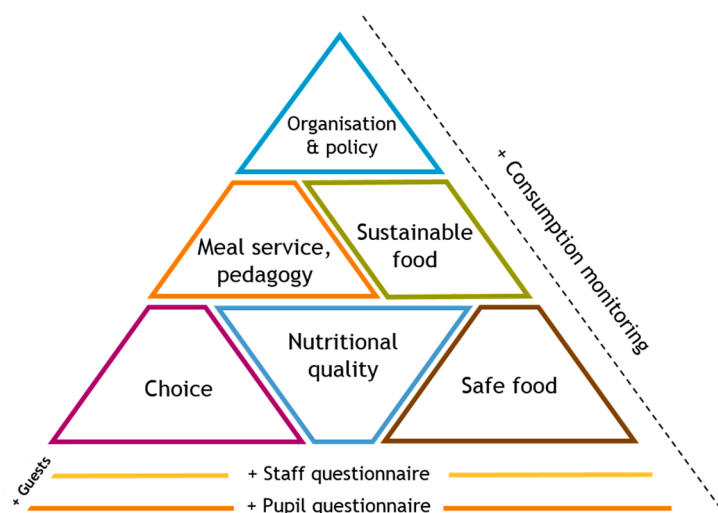 Organisation
& policy
Meal service,
pedagogy
Sustainable
food
+ Consumption monitoring
Choice
Nutritional
quality
Safe food
+ Guests
+ Staff questionnaire
+ Pupil questionnaire